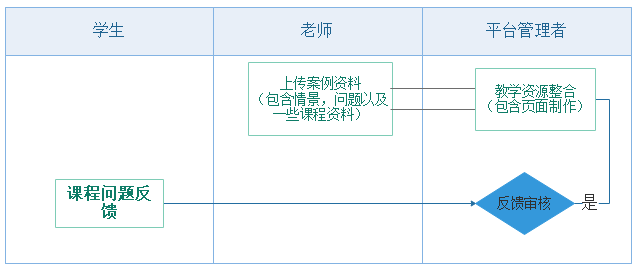 学生
老师
平台管理者
上传案例资料
（包含情景，问题以及
一些课程资料）
教学资源整合
（包含页面制作）
课程问题反
馈
反馈审核
是